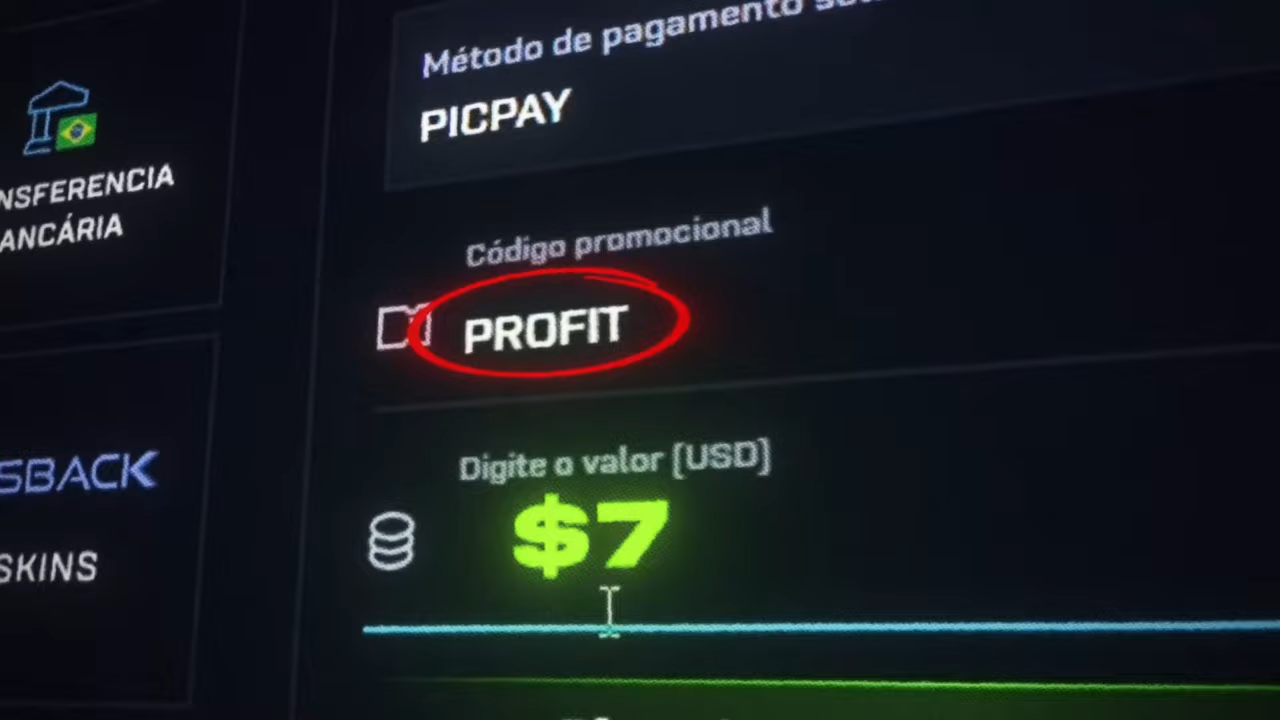 Método de pagamento
PICPAY
NSFERENCIA
ANCÁRIA
Código promocional
PROFIT
SBACK
SKINS
Digite o valor (USD)
$7